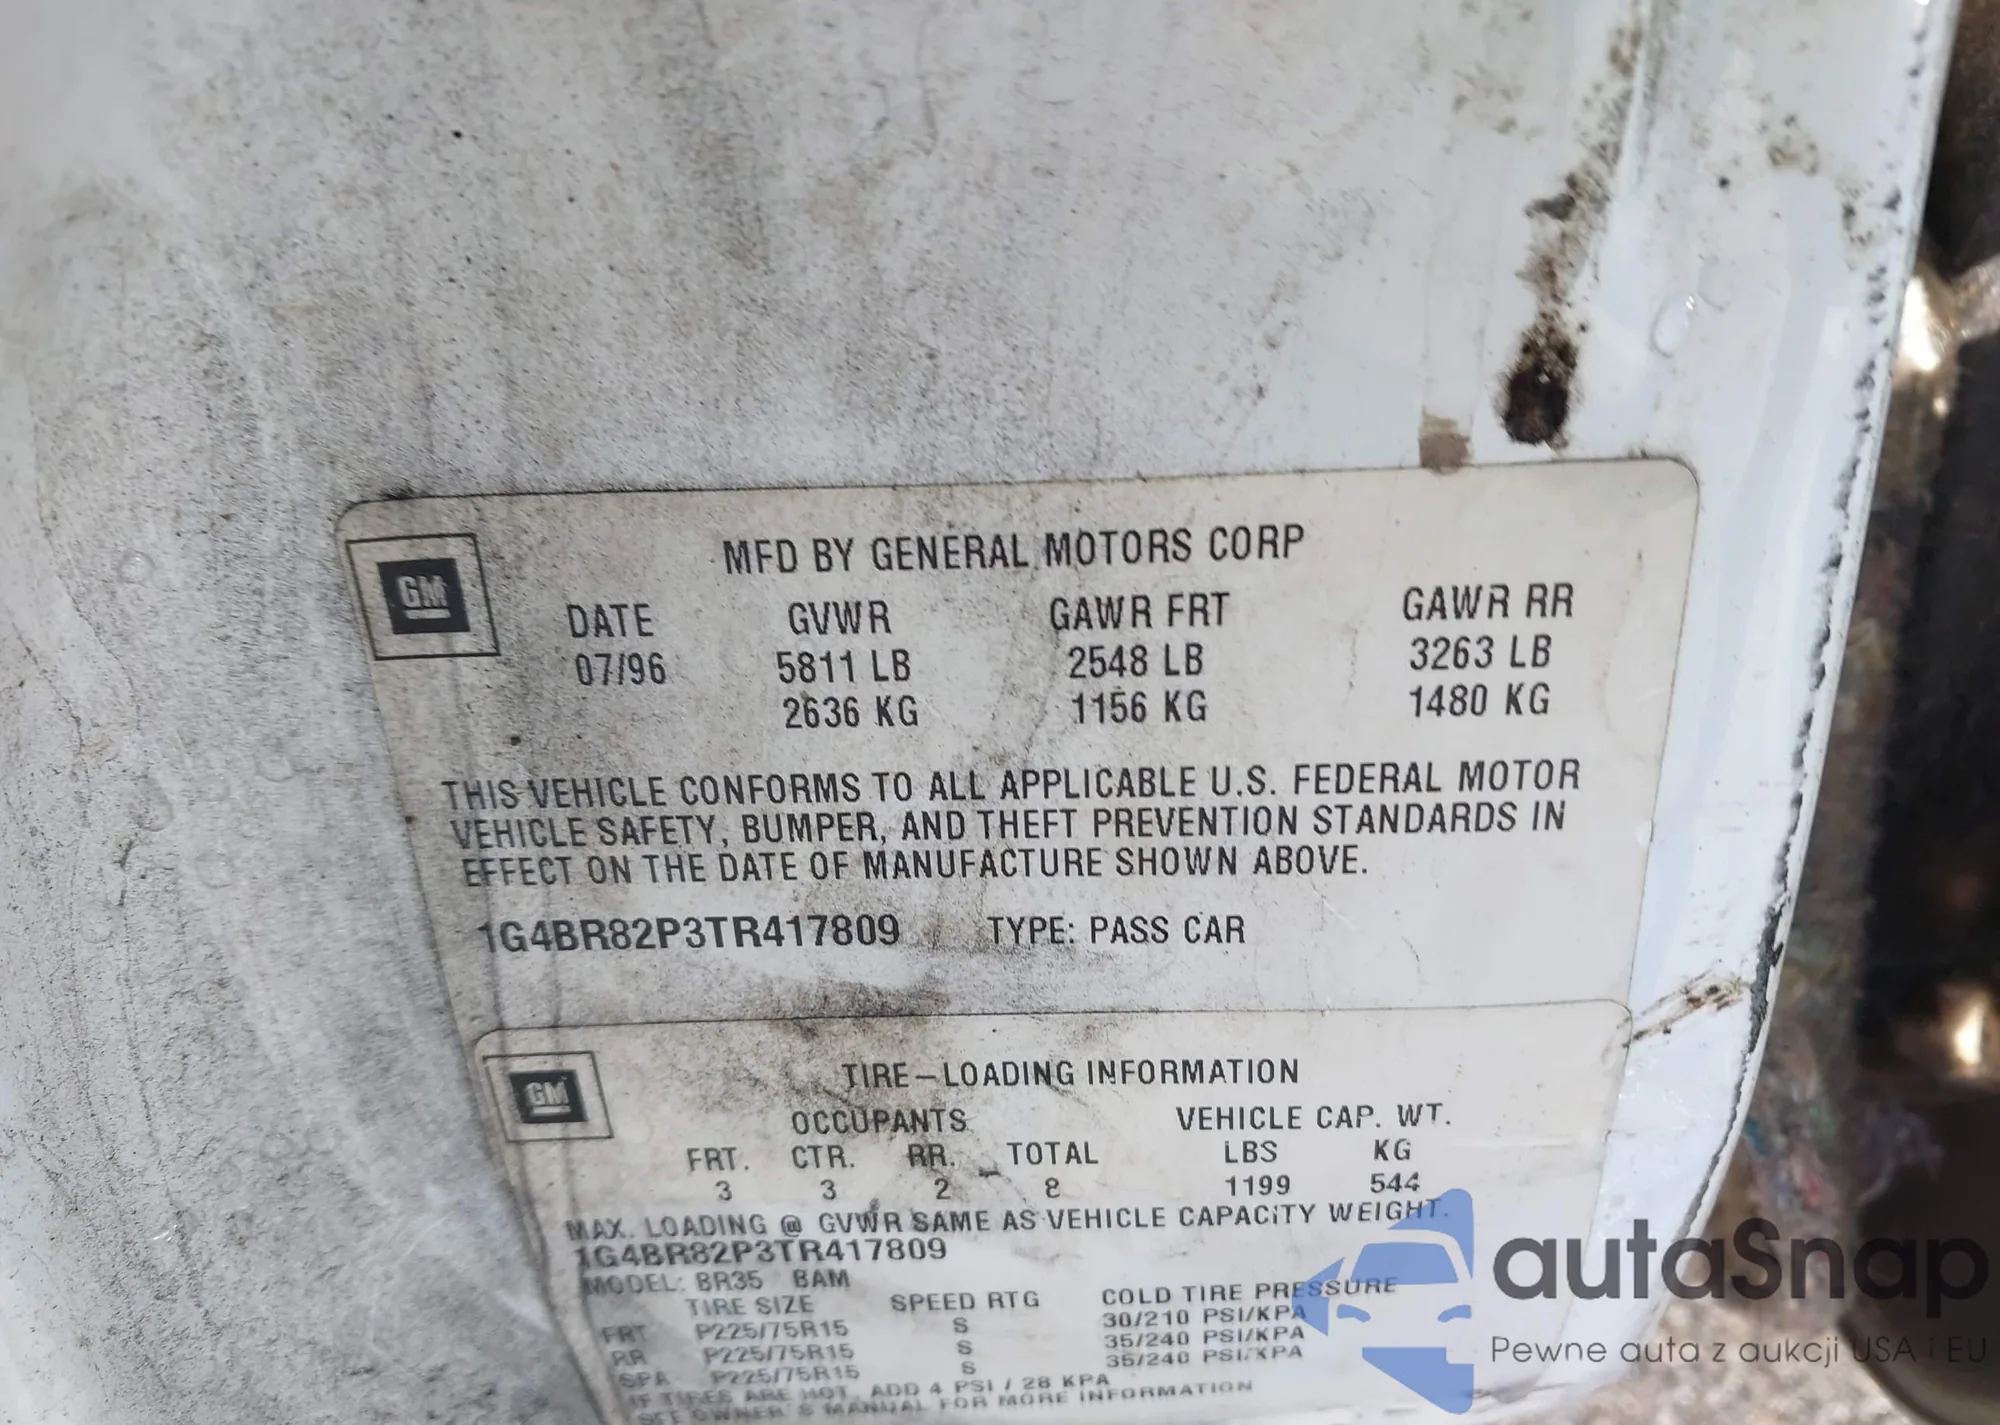 MFD BY GENERAL MOTORS CORP
GM
DATE GVWR GAWR FRT GAWR RR
07/96 5811 LB 2548 LB 3263 LB
2636 KG 1156 KG 1480 KG
THIS VEHICLE CONFORMS TO ALL APPLICABLE U.S. FEDERAL MOTOR
VEHICLE SAFETY, BUMPER, AND THEFT PREVENTION STANDARDS IN
EFFECT ON THE DATE OF MANUFACTURE SHOWN ABOVE.
1G4BR82P3TR417809 TYPE: PASS CAR
TIRE-LOADING INFORMATION
GM
OCCUPANTS VEHICLE CAP. WT.
FRT. CTR. RR. TOTAL LBS KG
3 3 2 8 1199 544
MAX. LOADING @ GVWR SAME AS VEHICLE CAPACITY WEIGHT.
1G4BR82P3TR417809
MODEL: BR35 BAM
TIRE SIZE SPEED RTG COLD TIRE PRESSURE
FRT P225/75R15 S 30/210 PSI/KPA
RR P225/75R15 S 35/240 PSI/KPA
SPA P225/75R15 S 35/240 PSI/KPA
IF TIRES ARE HOT, ADD 4 PSI / 28 KPA
SEE OWNER'S MANUAL FOR MORE INFORMATION
autaSnap
Pewne auta z aukcji USA i EU